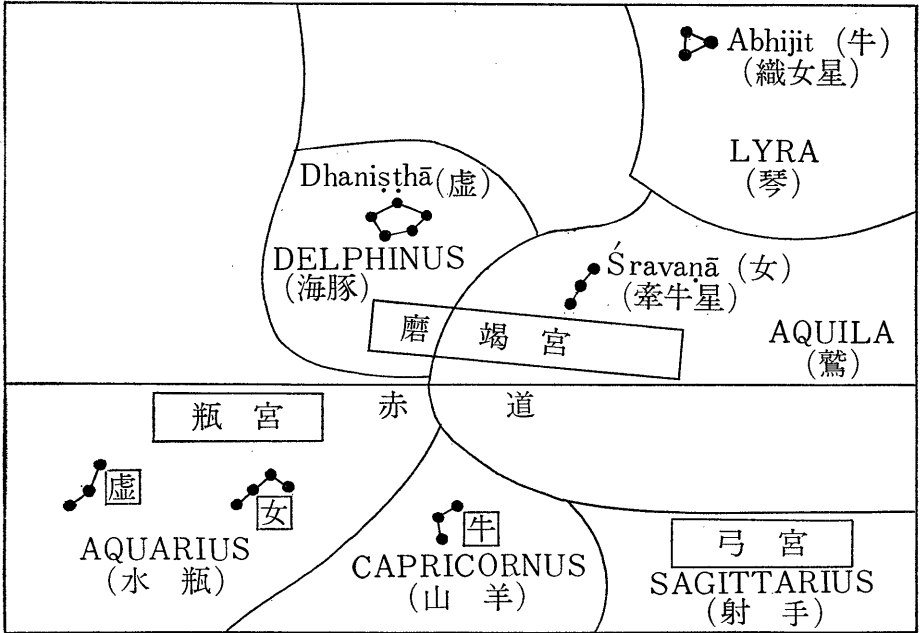 Abhijit (牛)
(織女星)
LYRA
(琴)
Dhaniṣṭhā(虚)
DELPHINUS
(海豚)
Śravaṇā (女)
(牽牛星)
磨竭宮
AQUILA
(鷲)
瓶宮
赤道
虚
女
AQUARIUS
(水瓶)
牛
CAPRICORNUS
(山羊)
弓宮
SAGITTARIUS
(射手)